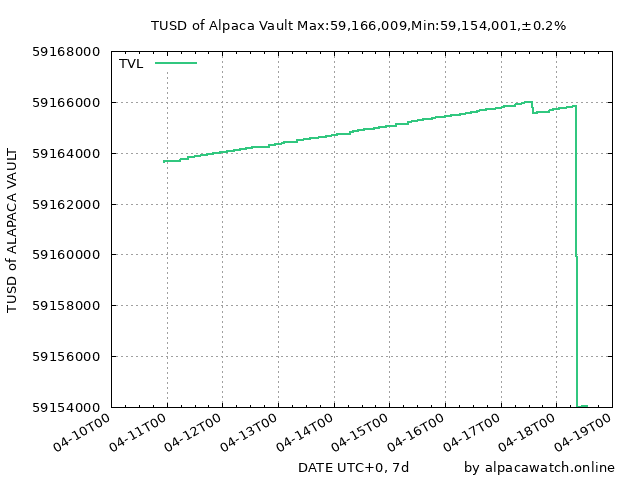 TUSD of Alpaca Vault Max:59,166,009,Min:59,154,001,±0.2%
TVL
59168000
59166000
59164000
59162000
59160000
59158000
59156000
59154000
TUSD of ALAPACA VAULT
04-10T00
04-11T00
04-12T00
04-13T00
04-14T00
04-15T00
04-16T00
04-17T00
04-18T00
04-19T00
DATE UTC+0, 7d
by alpacawatch.online